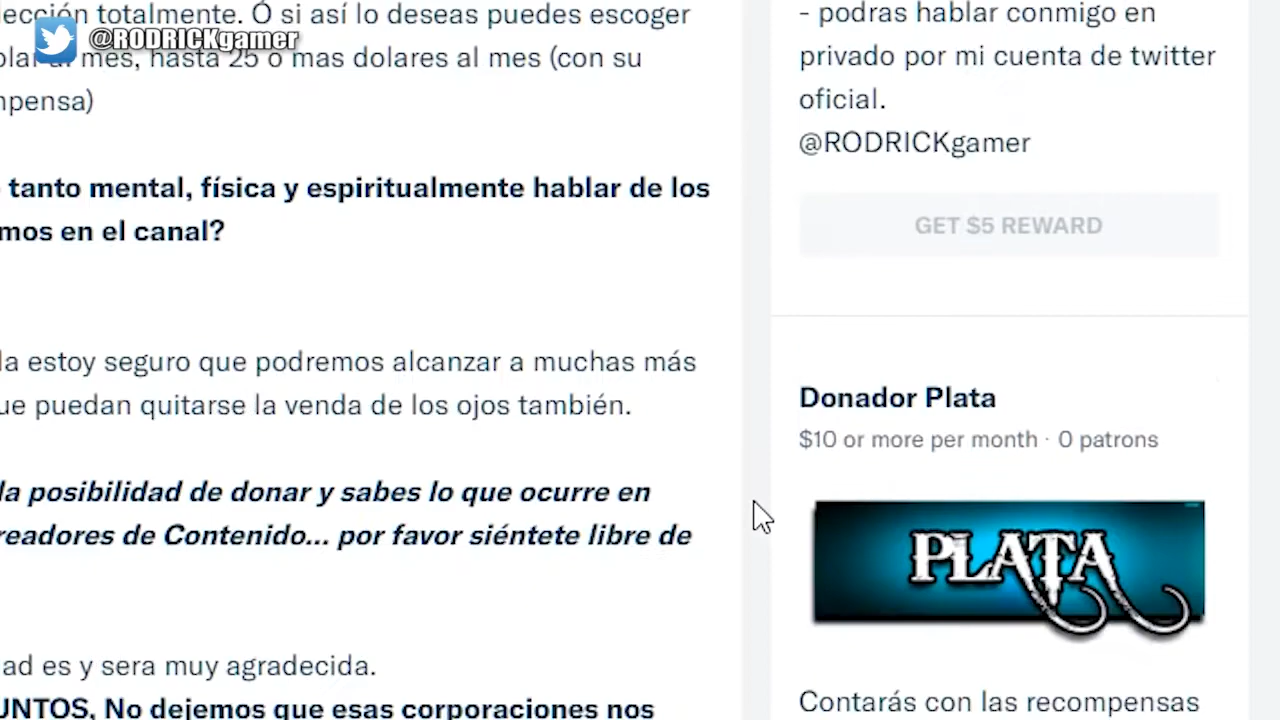 @RODRICKgamer
ección totalmente. O si así lo deseas puedes escoger
al mes, hasta 25 o mas dolares al mes (con su
pensa)
tanto mental, física y espiritualmente hablar de los
mos en el canal?
la estoy seguro que podremos alcanzar a muchas más
ue puedan quitarse la venda de los ojos también.
la posibilidad de donar y sabes lo que ocurre en
readores de Contenido... por favor siéntete libre de
ad es y sera muy agradecida.
UNTOS, No dejemos que esas corporaciones nos
- podras hablar conmigo en
privado por mi cuenta de twitter
oficial.
@RODRICKgamer
GET $5 REWARD
Donador Plata
$10 or more per month · 0 patrons
PLATA
Contarás con las recompensas